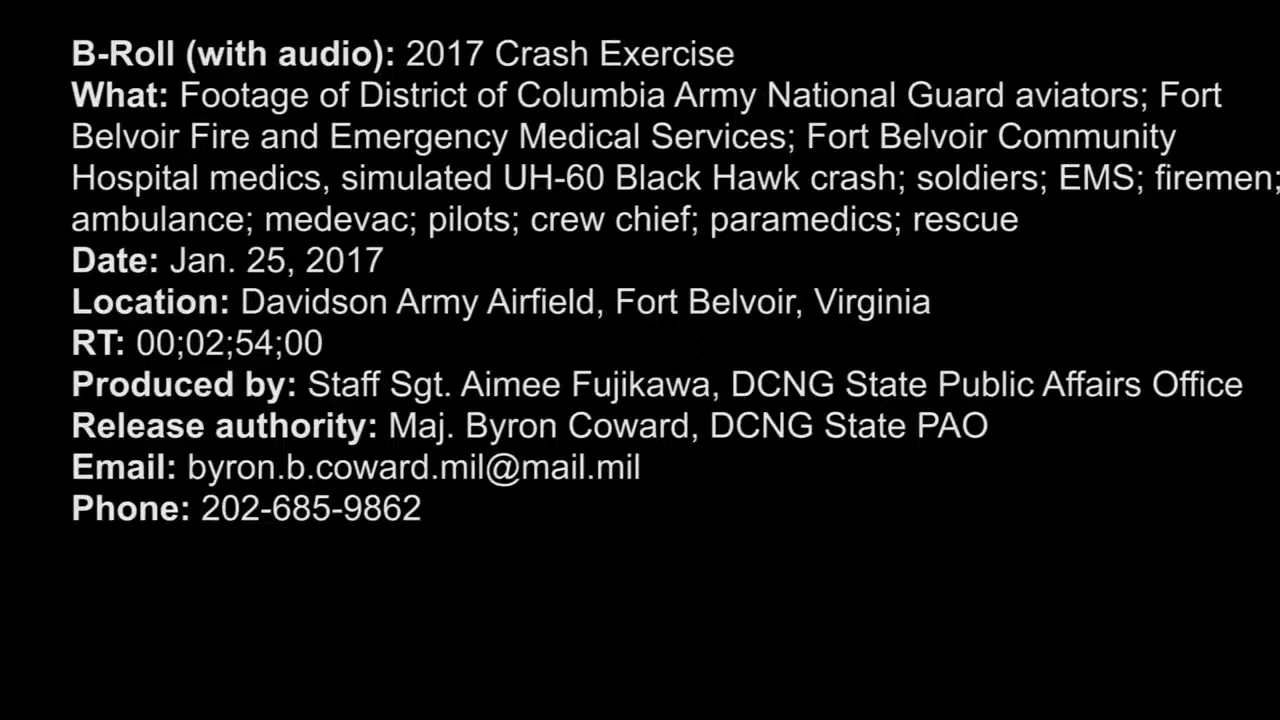 B-Roll (with audio): 2017 Crash Exercise
What: Footage of District of Columbia Army National Guard aviators; Fort
Belvoir Fire and Emergency Medical Services; Fort Belvoir Community
Hospital medics, simulated UH-60 Black Hawk crash; soldiers; EMS; firemen;
ambulance; medevac; pilots; crew chief; paramedics; rescue
Date: Jan. 25, 2017
Location: Davidson Army Airfield, Fort Belvoir, Virginia
RT: 00;02;54;00
Produced by: Staff Sgt. Aimee Fujikawa, DCNG State Public Affairs Office
Release authority: Maj. Byron Coward, DCNG State PAO
Email: byron.b.coward.mil@mail.mil
Phone: 202-685-9862